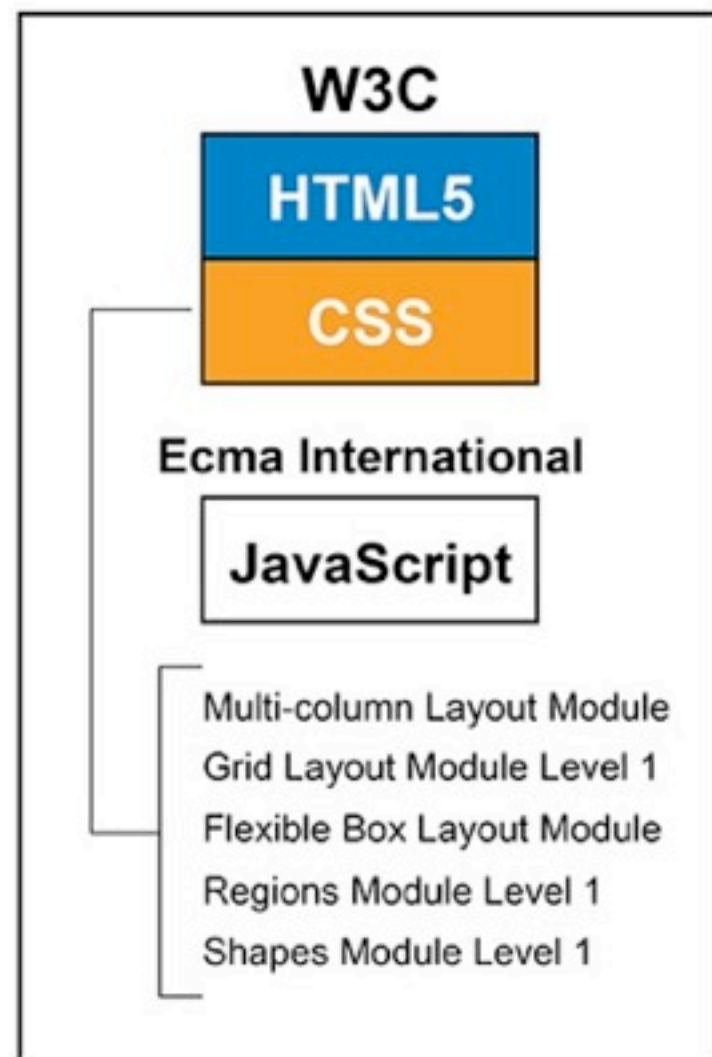 W3C
HTML5
CSS
Ecma International
JavaScript
Multi-column Layout Module
Grid Layout Module Level 1
Flexible Box Layout Module
Regions Module Level 1
Shapes Module Level 1